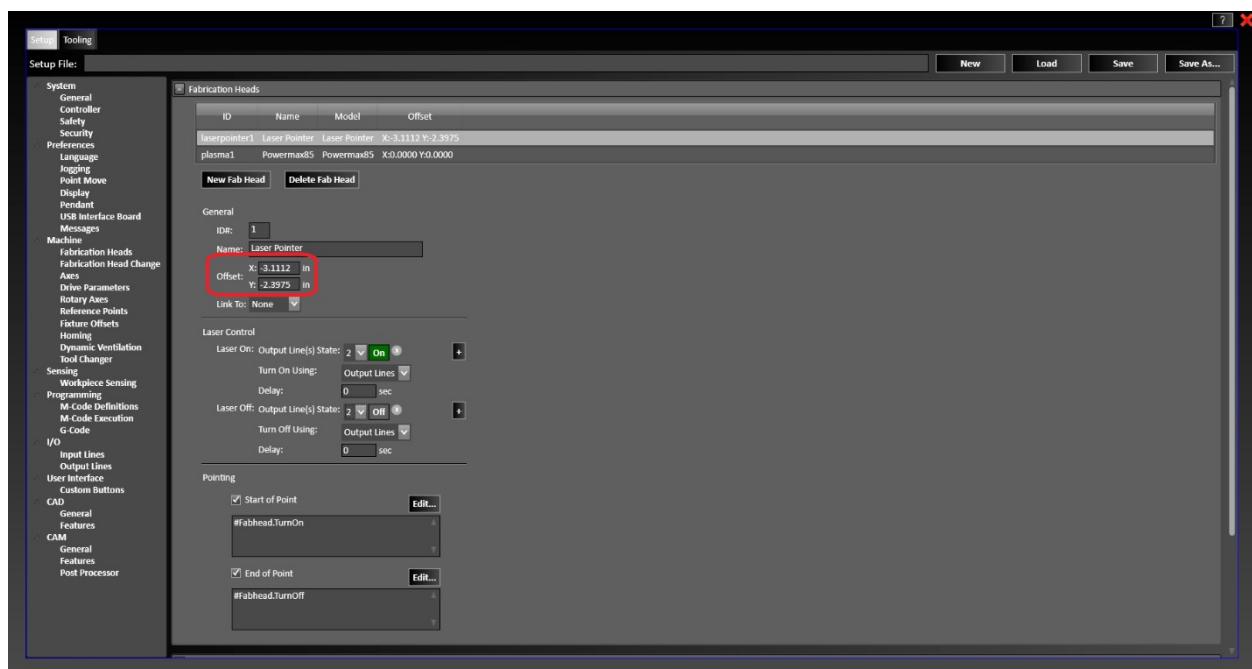 ?
Setup Tooling
Setup File: New Load Save Save As...
System
General
Controller
Safety
Security
Preferences
Language
Jogging
Point Move
Display
Pendant
USB Interface Board
Messages
Machine
Fabrication Heads
Fabrication Head Change
Axes
Drive Parameters
Rotary Axes
Reference Points
Fixture Offsets
Homing
Dynamic Ventilation
Tool Changer
Sensing
Workpiece Sensing
Programming
M-Code Definitions
M-Code Execution
G-Code
I/O
Input Lines
Output Lines
User Interface
Custom Buttons
CAD
General
Features
CAM
General
Features
Post Processor
Fabrication Heads
ID Name Model Offset
laserpointer1 Laser Pointer Laser Pointer X:-3.1112 Y:-2.3975
plasma1 Powermax85 Powermax85 X:0.0000 Y:0.0000
New Fab Head Delete Fab Head
General
ID#: 1
Name: Laser Pointer
Offset: X: -3.1112 in
Y: -2.3975 in
Link To: None
Laser Control
Laser On: Output Line(s) State: 2 On +
Turn On Using: Output Lines
Delay: 0 sec
Laser Off: Output Line(s) State: 2 Off +
Turn Off Using: Output Lines
Delay: 0 sec
Pointing
Start of Point Edit...
#Fabhead.TurnOn
End of Point Edit...
#Fabhead.TurnOff